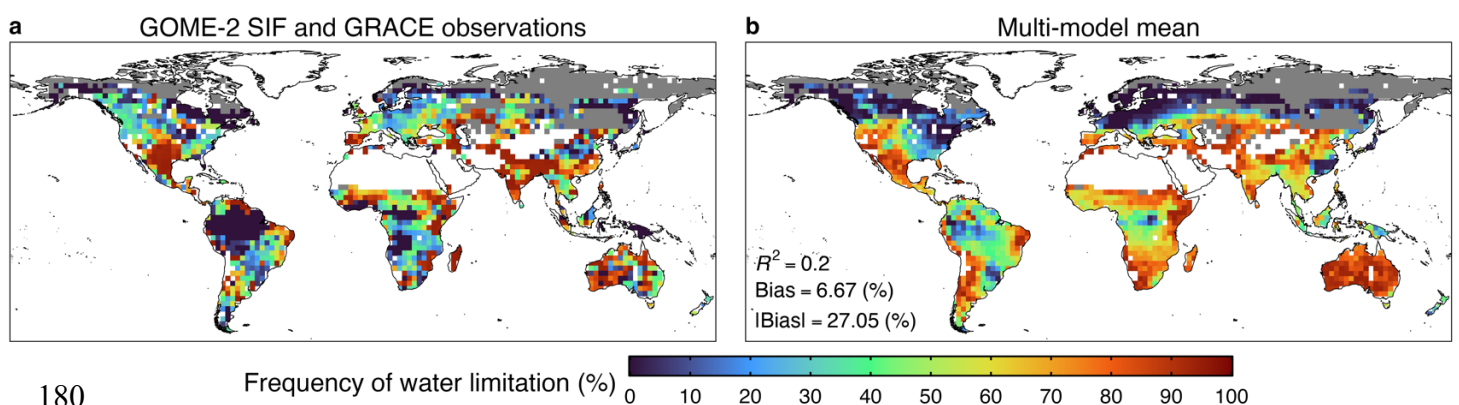 a GOME-2 SIF and GRACE observations
b Multi-model mean
R² = 0.2
Bias = 6.67 (%)
|Bias| = 27.05 (%)
180
Frequency of water limitation (%)
0 10 20 30 40 50 60 70 80 90 100